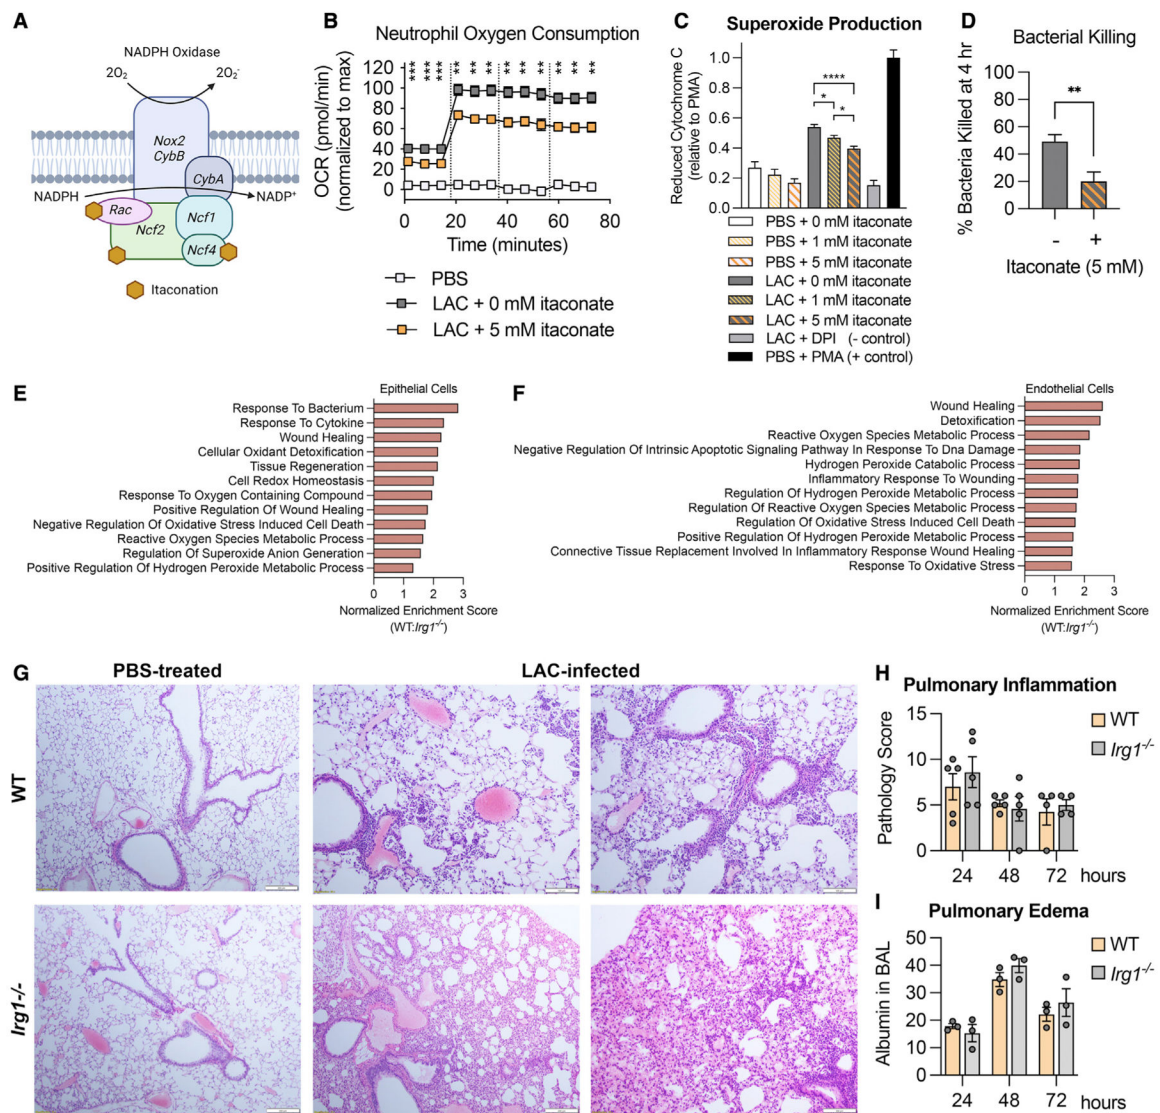 A
NADPH Oxidase
2O₂ 2O₂⁻
Nox2
CybB
CybA
NADPH NADP⁺
Rac
Ncf2
Ncf1
Ncf4
Itaconation
B
Neutrophil Oxygen Consumption
OCR (pmol/min)
(normalized to max)
120
100
80
60
40
20
0
*** *** *** ** ** ** ** ** ** ** ** **
0 20 40 60 80
Time (minutes)
PBS
LAC + 0 mM itaconate
LAC + 5 mM itaconate
C
Superoxide Production
Reduced Cytochrome C
(relative to PMA)
1.0
0.8
0.6
0.4
0.2
0.0
****
*
*
PBS + 0 mM itaconate
PBS + 1 mM itaconate
PBS + 5 mM itaconate
LAC + 0 mM itaconate
LAC + 1 mM itaconate
LAC + 5 mM itaconate
LAC + DPI (- control)
PBS + PMA (+ control)
D
Bacterial Killing
% Bacteria Killed at 4 hr
100
80
60
40
20
0
**
- +
Itaconate (5 mM)
E
Epithelial Cells
Response To Bacterium
Response To Cytokine
Wound Healing
Cellular Oxidant Detoxification
Tissue Regeneration
Cell Redox Homeostasis
Response To Oxygen Containing Compound
Positive Regulation Of Wound Healing
Negative Regulation Of Oxidative Stress Induced Cell Death
Reactive Oxygen Species Metabolic Process
Regulation Of Superoxide Anion Generation
Positive Regulation Of Hydrogen Peroxide Metabolic Process
0 1 2 3
Normalized Enrichment Score
(WT:Irg1⁻/⁻)
F
Endothelial Cells
Wound Healing
Detoxification
Reactive Oxygen Species Metabolic Process
Negative Regulation Of Intrinsic Apoptotic Signaling Pathway In Response To Dna Damage
Hydrogen Peroxide Catabolic Process
Inflammatory Response To Wounding
Regulation Of Hydrogen Peroxide Metabolic Process
Regulation Of Reactive Oxygen Species Metabolic Process
Regulation Of Oxidative Stress Induced Cell Death
Positive Regulation Of Hydrogen Peroxide Metabolic Process
Connective Tissue Replacement Involved In Inflammatory Response Wound Healing
Response To Oxidative Stress
0 1 2 3
Normalized Enrichment Score
(WT:Irg1⁻/⁻)
G
PBS-treated
LAC-infected
WT
Irg1-/-
H
Pulmonary Inflammation
Pathology Score
15
10
5
0
WT
Irg1⁻/⁻
24 48 72 hours
I
Pulmonary Edema
Albumin in BAL
50
40
30
20
10
0
WT
Irg1⁻/⁻
24 48 72 hours